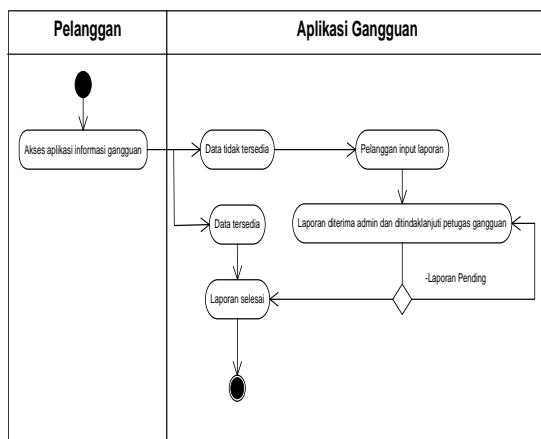 Pelanggan
Aplikasi Gangguan
Akses aplikasi informasi gangguan
Data tidak tersedia
Pelanggan input laporan
Data tersedia
Laporan diterima admin dan ditindaklanjuti petugas gangguan
-Laporan Pending
Laporan selesai